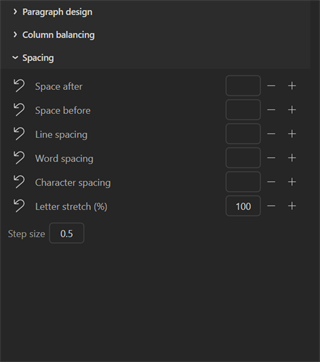 Paragraph design
Column balancing
Spacing
Space after
Space before
Line spacing
Word spacing
Character spacing
Letter stretch (%) 100
Step size 0.5